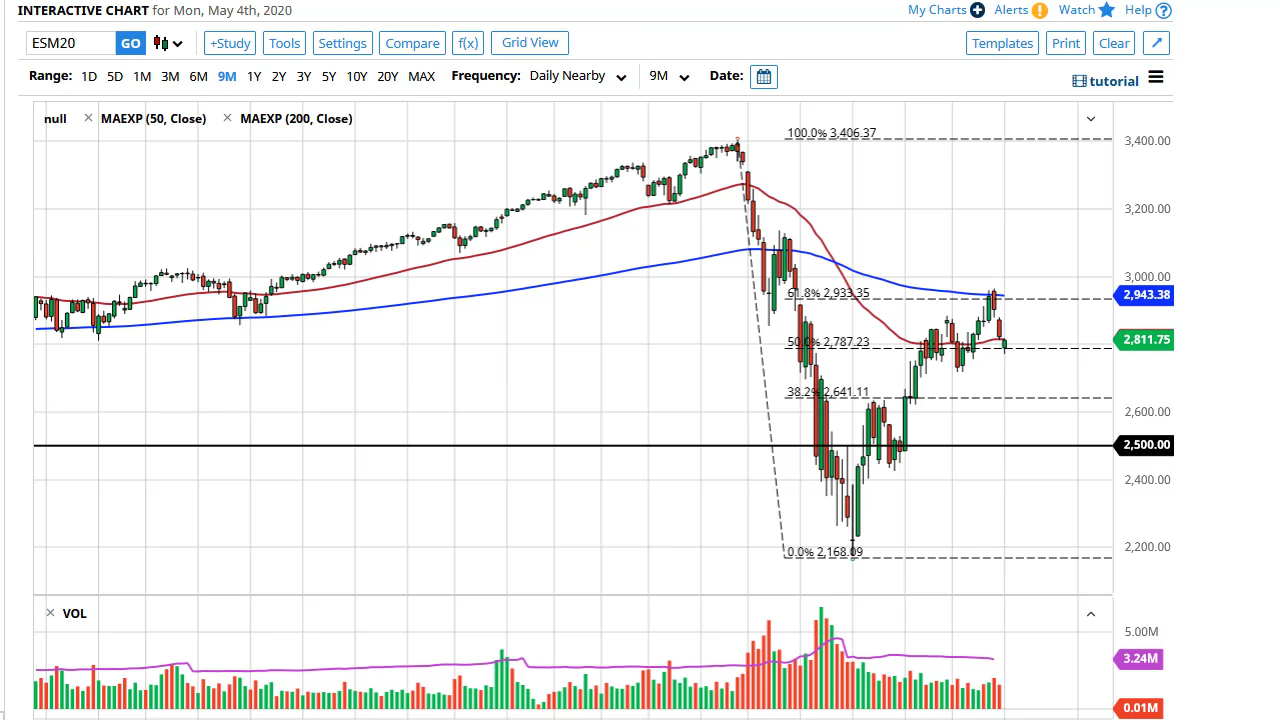 INTERACTIVE CHART for Mon, May 4th, 2020
My Charts Alerts Watch Help
ESM20 GO +Study Tools Settings Compare f(x) Grid View Templates Print Clear
Range: 1D 5D 1M 3M 6M 9M 1Y 2Y 3Y 5Y 10Y 20Y MAX Frequency: Daily Nearby 9M Date:
tutorial
null × MAEXP (50, Close) × MAEXP (200, Close)
100.0% 3,406.37
3,400.00
3,200.00
3,000.00
61.8% 2,933.35
2,943.38
50.0% 2,787.23
2,811.75
38.2% 2,641.11
2,600.00
2,500.00
2,400.00
0.0% 2,168.09
2,200.00
× VOL
5.00M
3.24M
0.01M